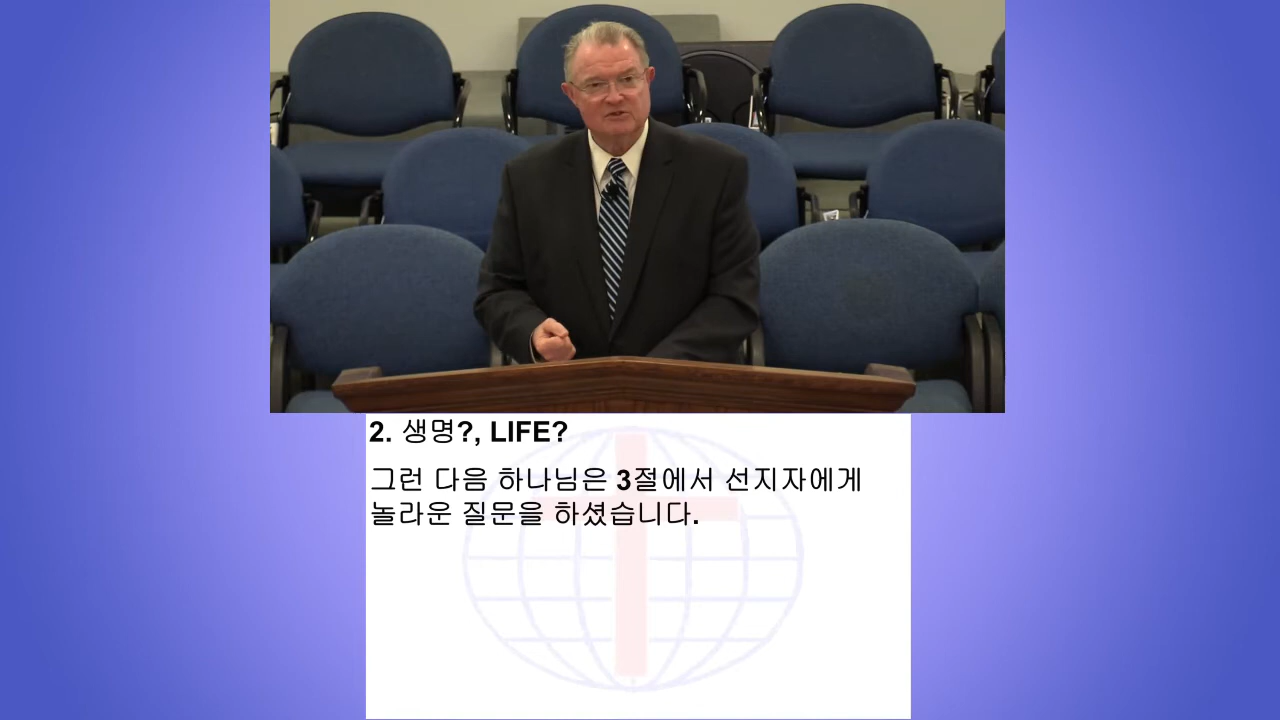 2. 생명?, LIFE?
그런 다음 하나님은 3절에서 선지자에게
놀라운 질문을 하셨습니다.